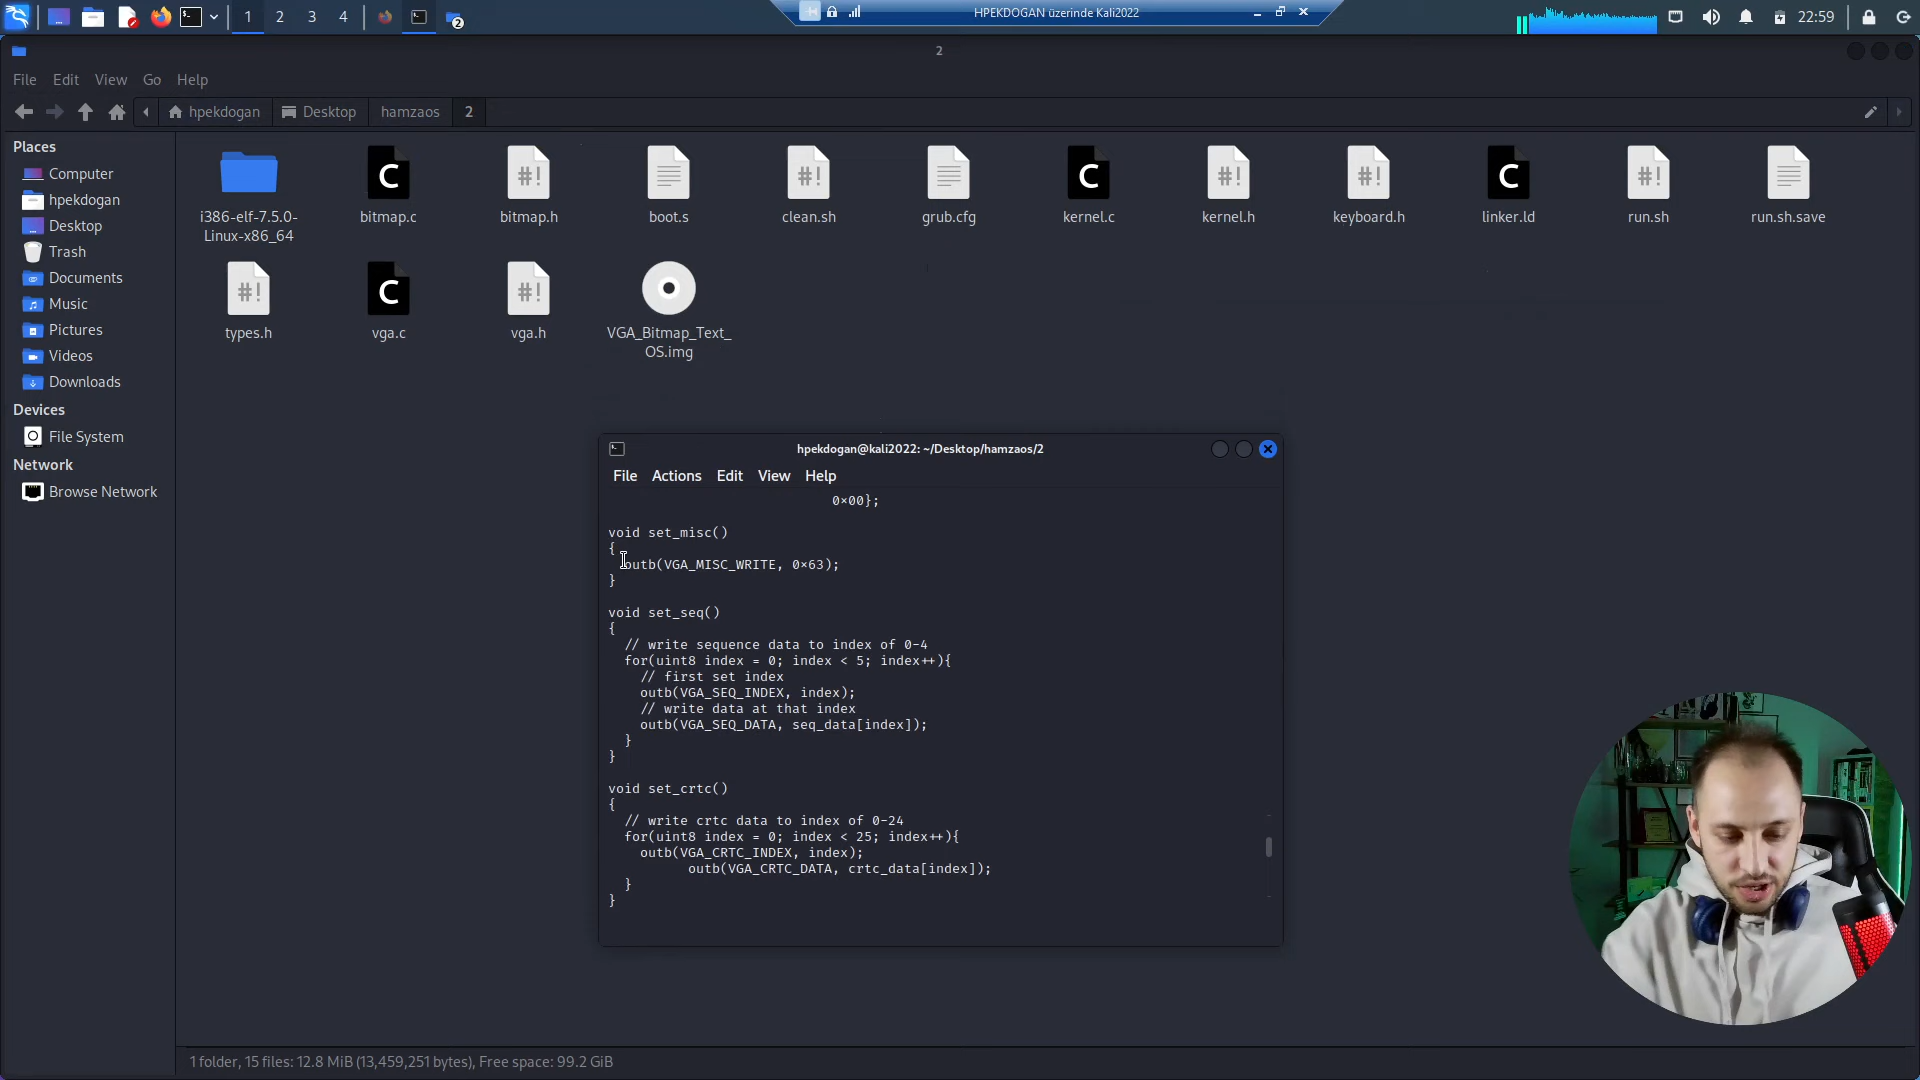 1
2
3
4
2
HPEKDOGAN üzerinde Kali2022
22:59
2
File Edit View Go Help
hpekdogan
Desktop
hamzaos
2
Places
Computer
hpekdogan
Desktop
Trash
Documents
Music
Pictures
Videos
Downloads
Devices
File System
Network
Browse Network
i386-elf-7.5.0-
Linux-x86_64
bitmap.c
bitmap.h
boot.s
clean.sh
grub.cfg
kernel.c
kernel.h
keyboard.h
linker.ld
run.sh
run.sh.save
types.h
vga.c
vga.h
VGA_Bitmap_Text_
OS.img
hpekdogan@kali2022: ~/Desktop/hamzaos/2
File Actions Edit View Help
0×00};
void set_misc()
{
outb(VGA_MISC_WRITE, 0×63);
}
void set_seq()
{
// write sequence data to index of 0-4
for(uint8 index = 0; index < 5; index++){
// first set index
outb(VGA_SEQ_INDEX, index);
// write data at that index
outb(VGA_SEQ_DATA, seq_data[index]);
}
}
void set_crtc()
{
// write crtc data to index of 0-24
for(uint8 index = 0; index < 25; index++){
outb(VGA_CRTC_INDEX, index);
outb(VGA_CRTC_DATA, crtc_data[index]);
}
}
1 folder, 15 files: 12.8 MiB (13,459,251 bytes), Free space: 99.2 GiB